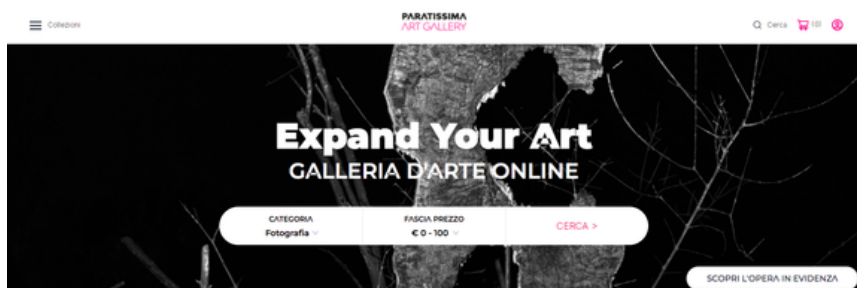 Collezioni
PARATISSIMA
ART GALLERY
Cerca
(0)
Expand Your Art
GALLERIA D'ARTE ONLINE
CATEGORIA
Fotografia
FASCIA PREZZO
€ 0 - 100
CERCA >
SCOPRI L'OPERA IN EVIDENZA